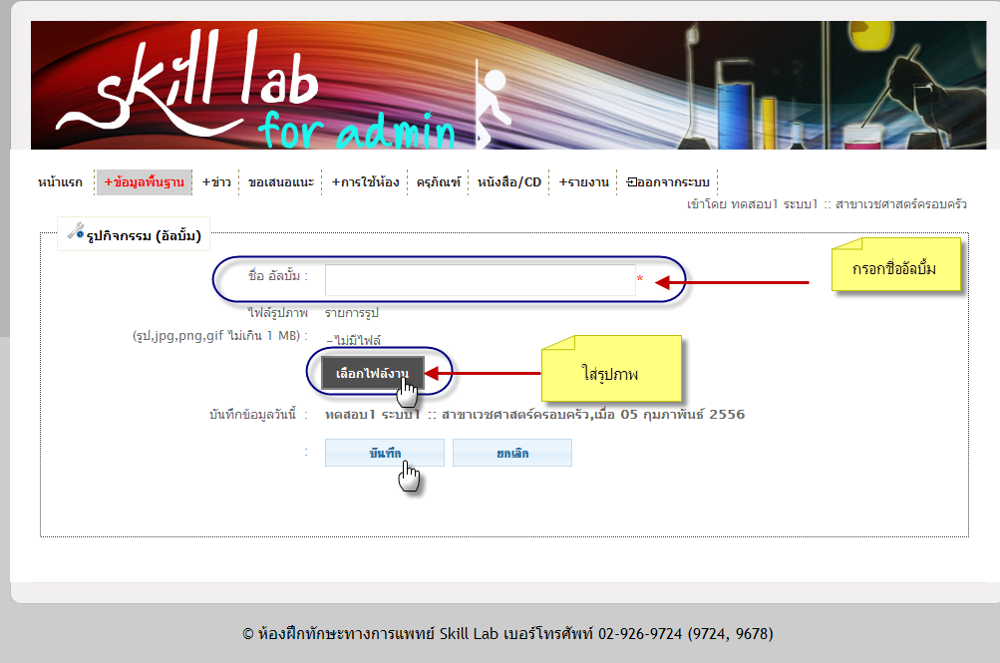 skill lab
for admin
หน้าแรก +ข้อมูลพื้นฐาน +ข่าว ขอเสนอแนะ +การใช้ห้อง ครุภัณฑ์ หนังสือ/CD +รายงาน ออกจากระบบ
เข้าโดย ทดสอบ1 ระบบ1 :: สาขาเวชศาสตร์ครอบครัว
รูปกิจกรรม (อัลบั้ม)
ชื่อ อัลบั้ม : *
กรอกชื่ออัลบั้ม
ไฟล์รูปภาพ รายการรูป
(รูป,jpg,png,gif ไม่เกิน 1 MB) : -ไม่มีไฟล์
เลือกไฟล์งาน
ใส่รูปภาพ
บันทึกข้อมูลวันนี้ : ทดสอบ1 ระบบ1 :: สาขาเวชศาสตร์ครอบครัว,เมื่อ 05 กุมภาพันธ์ 2556
: บันทึก ยกเลิก
© ห้องฝึกทักษะทางการแพทย์ Skill Lab เบอร์โทรศัพท์ 02-926-9724 (9724, 9678)